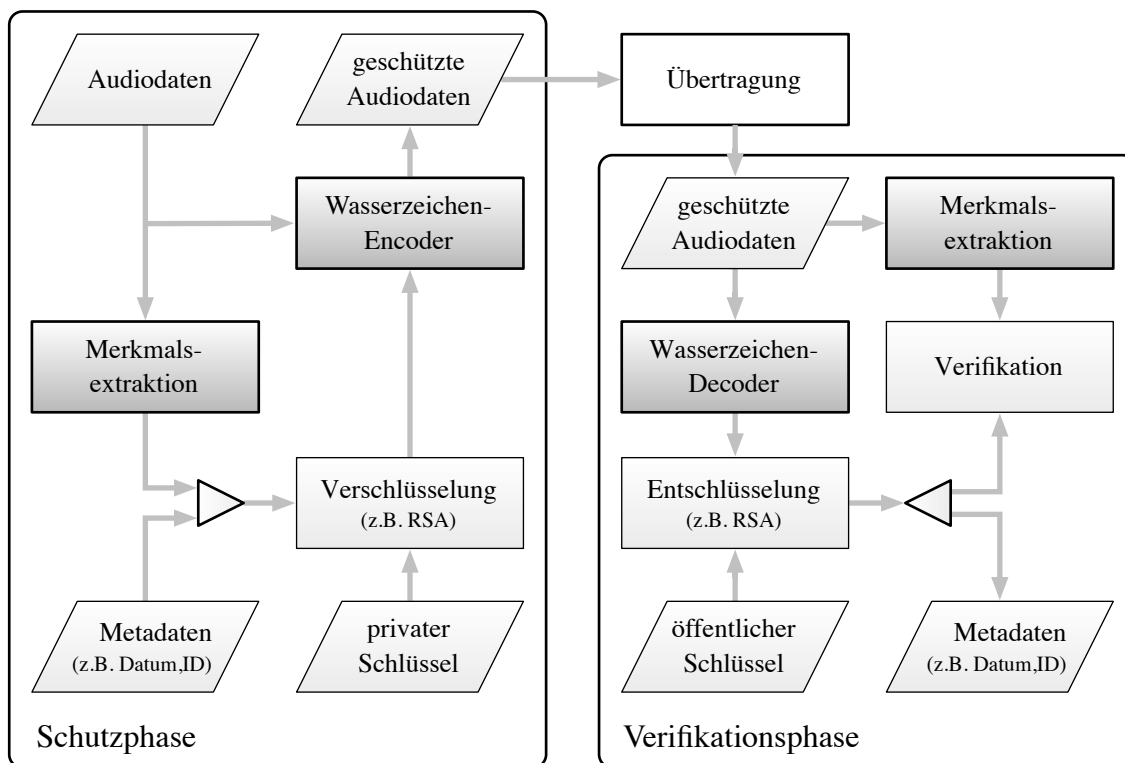 Audiodaten
geschützte
Audiodaten
Übertragung
Wasserzeichen-
Encoder
Merkmals-
extraktion
Verschlüsselung
(z.B. RSA)
Metadaten
(z.B. Datum,ID)
privater
Schlüssel
Schutzphase
geschützte
Audiodaten
Merkmals-
extraktion
Wasserzeichen-
Decoder
Verifikation
Entschlüsselung
(z.B. RSA)
öffentlicher
Schlüssel
Metadaten
(z.B. Datum,ID)
Verifikationsphase